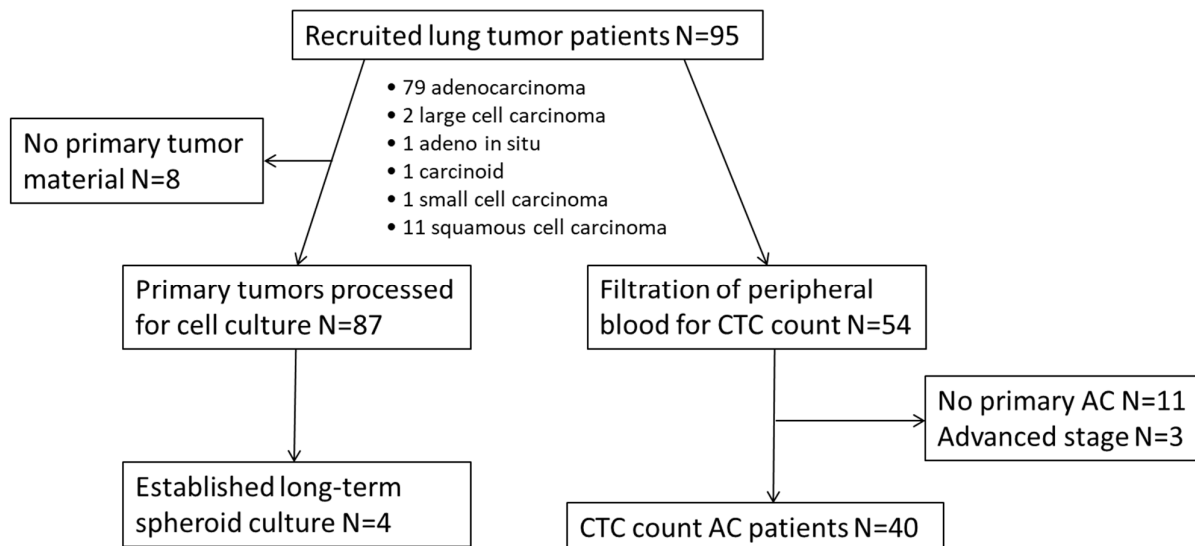 Recruited lung tumor patients N=95
• 79 adenocarcinoma
• 2 large cell carcinoma
• 1 adeno in situ
• 1 carcinoid
• 1 small cell carcinoma
• 11 squamous cell carcinoma
No primary tumor
material N=8
Primary tumors processed
for cell culture N=87
Filtration of peripheral
blood for CTC count N=54
No primary AC N=11
Advanced stage N=3
Established long-term
spheroid culture N=4
CTC count AC patients N=40